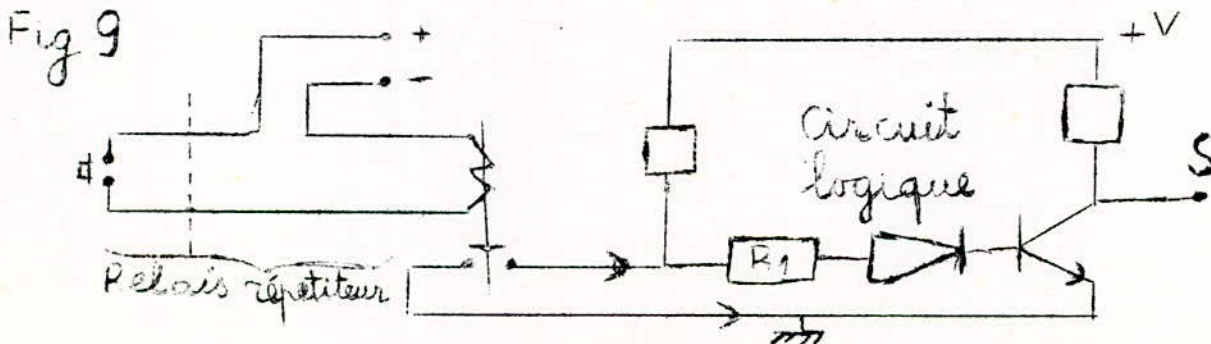 Fig 9
+
-
+ V
Circuit
logique
S
R1
Relais répétiteur